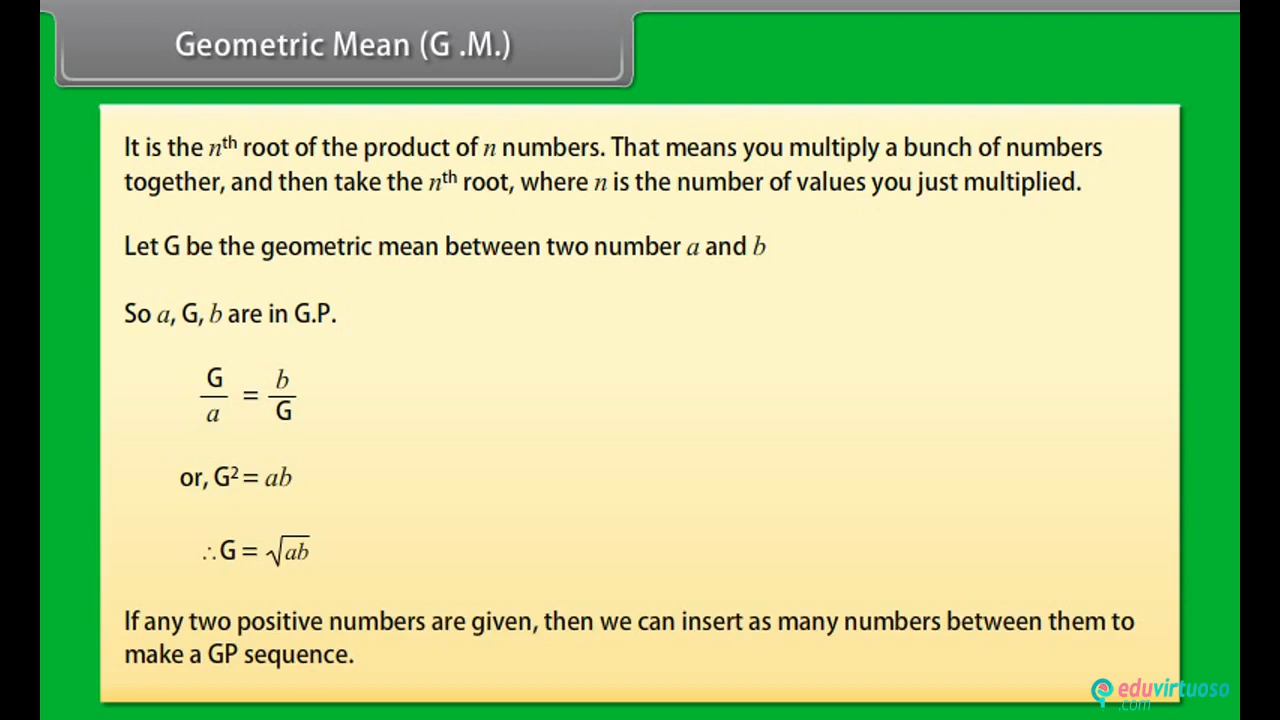 Geometric Mean (G .M.)
It is the nth root of the product of n numbers. That means you multiply a bunch of numbers
together, and then take the nth root, where n is the number of values you just multiplied.
Let G be the geometric mean between two number a and b
So a, G, b are in G.P.
G/a = b/G
or, G² = ab
∴G = √ab
If any two positive numbers are given, then we can insert as many numbers between them to
make a GP sequence.
eduvirtuoso
.com